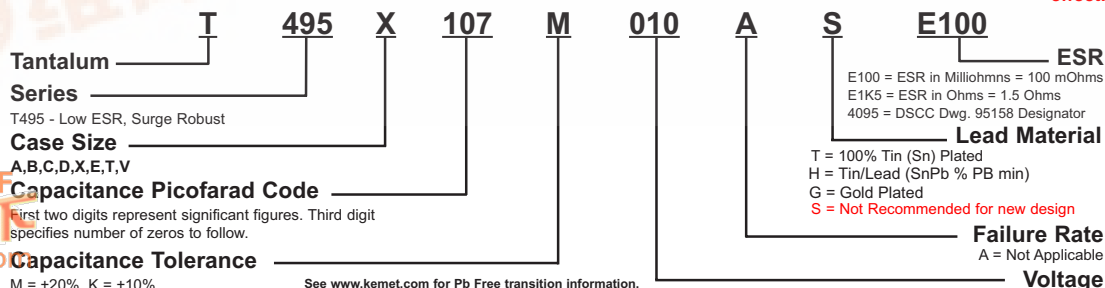 T 495 X 107 M 010 A S E100
Tantalum
ESR
E100 = ESR in Milliohmns = 100 mOhms
E1K5 = ESR in Ohms = 1.5 Ohms
4095 = DSCC Dwg. 95158 Designator
Series
T495 - Low ESR, Surge Robust
Lead Material
T = 100% Tin (Sn) Plated
H = Tin/Lead (SnPb % PB min)
G = Gold Plated
S = Not Recommended for new design
Case Size
A,B,C,D,X,E,T,V
Capacitance Picofarad Code
First two digits represent significant figures. Third digit
specifies number of zeros to follow.
Failure Rate
A = Not Applicable
Capacitance Tolerance
M = ±20%, K = ±10%
See www.kemet.com for Pb Free transition information.
Voltage